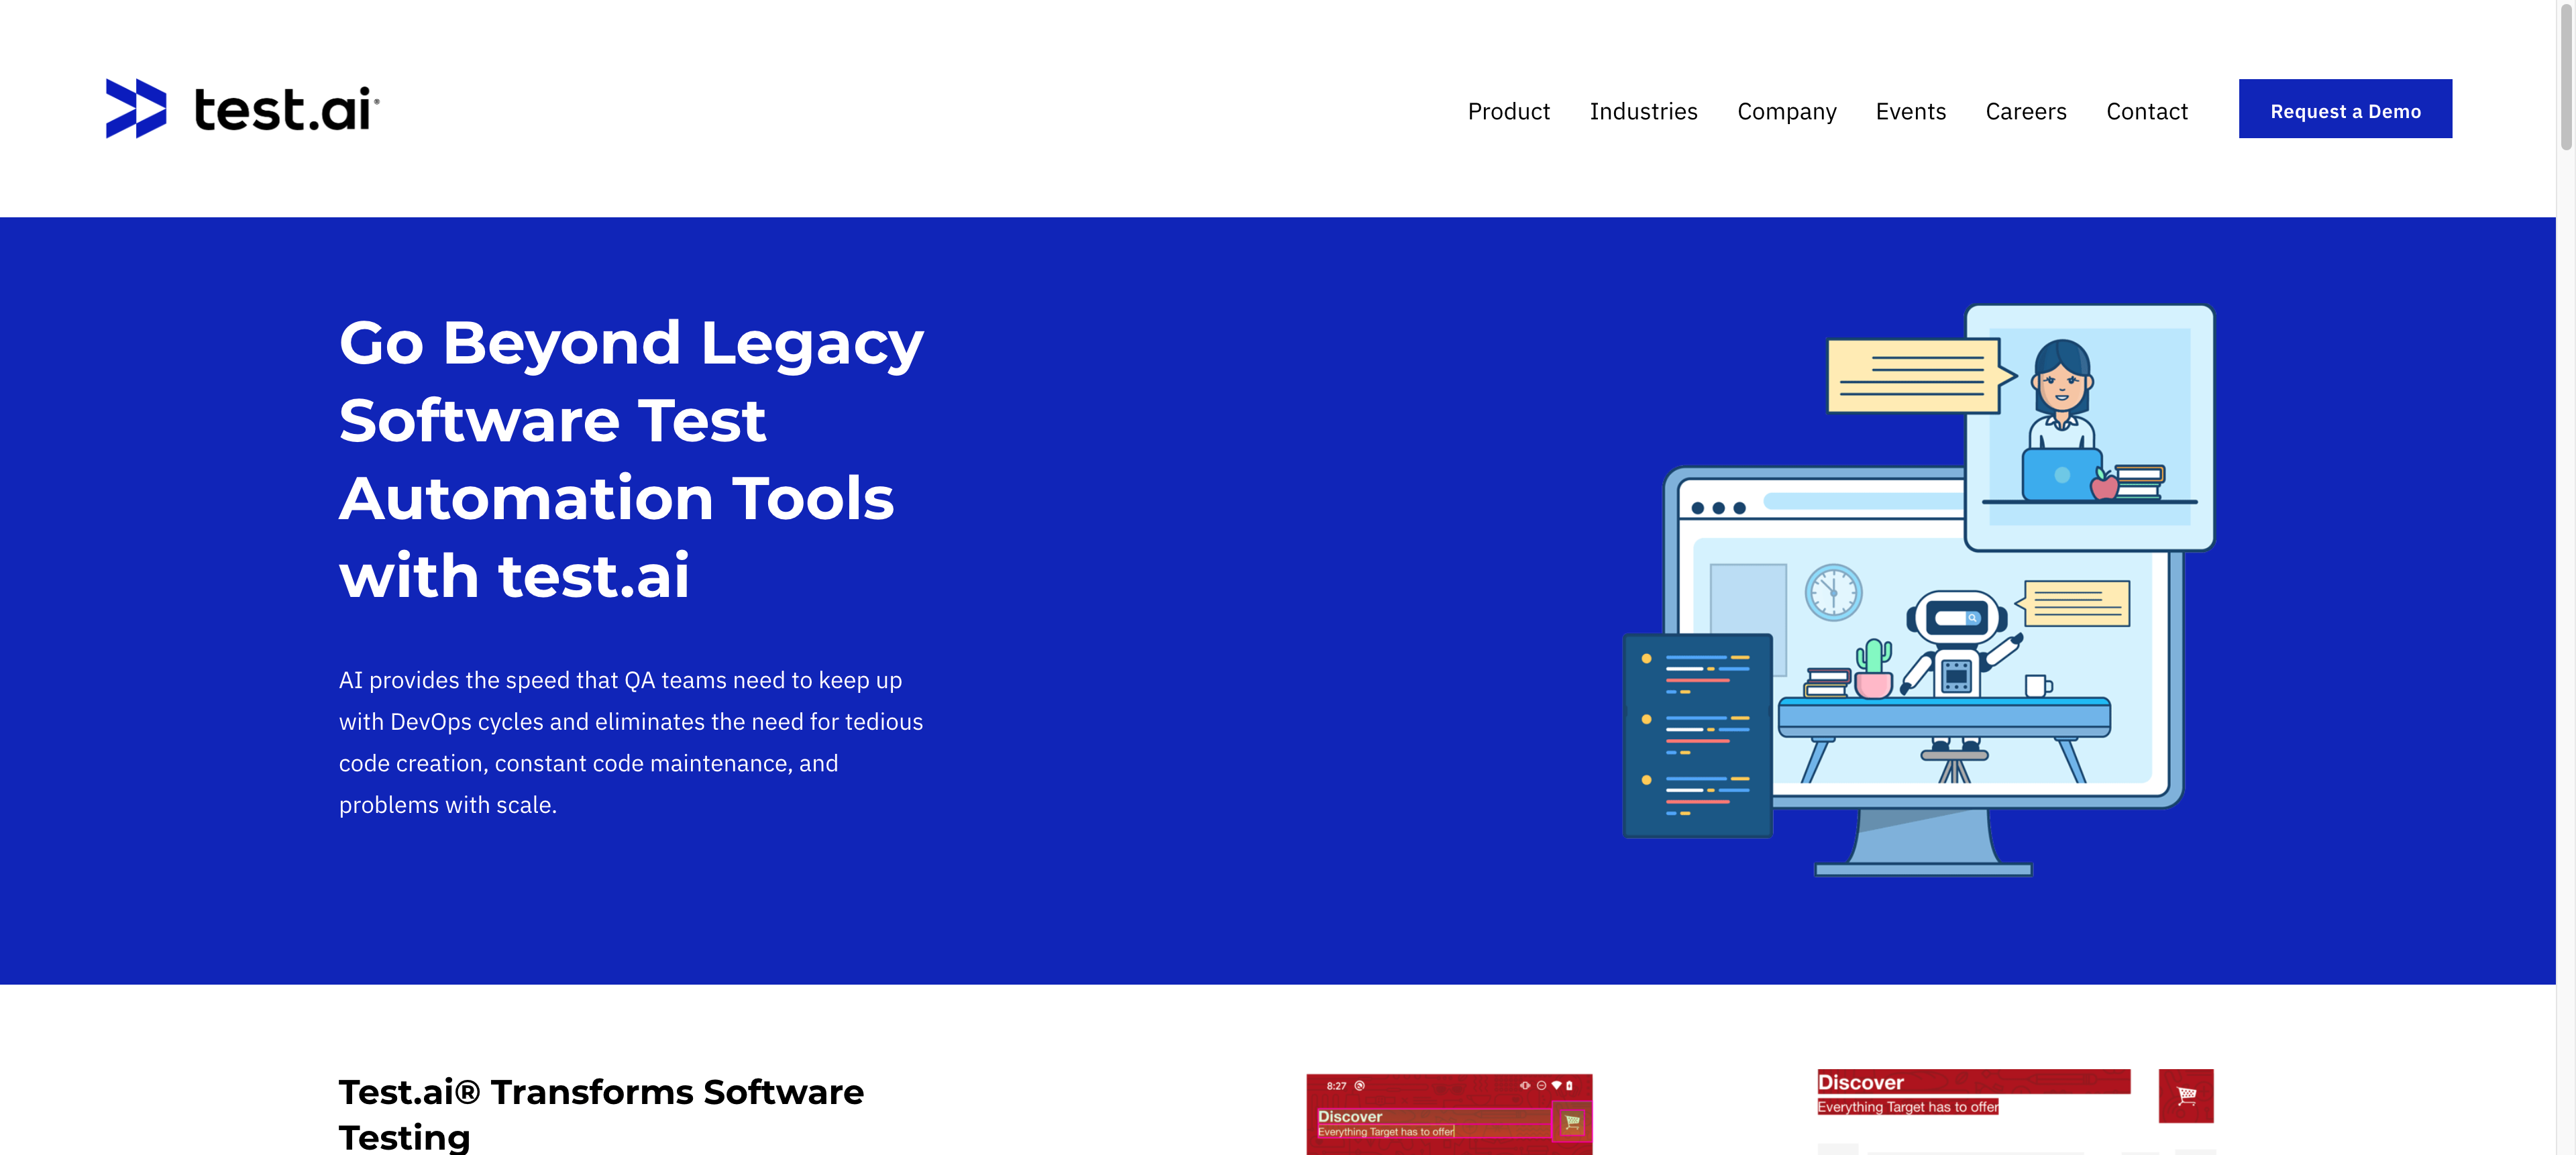 test.ai®
Product
Industries
Company
Events
Careers
Contact
Request a Demo
Go Beyond Legacy
Software Test
Automation Tools
with test.ai
AI provides the speed that QA teams need to keep up
with DevOps cycles and eliminates the need for tedious
code creation, constant code maintenance, and
problems with scale.
Test.ai® Transforms Software
Testing
8:27
Discover
Everything Target has to offer
Discover
Everything Target has to offer